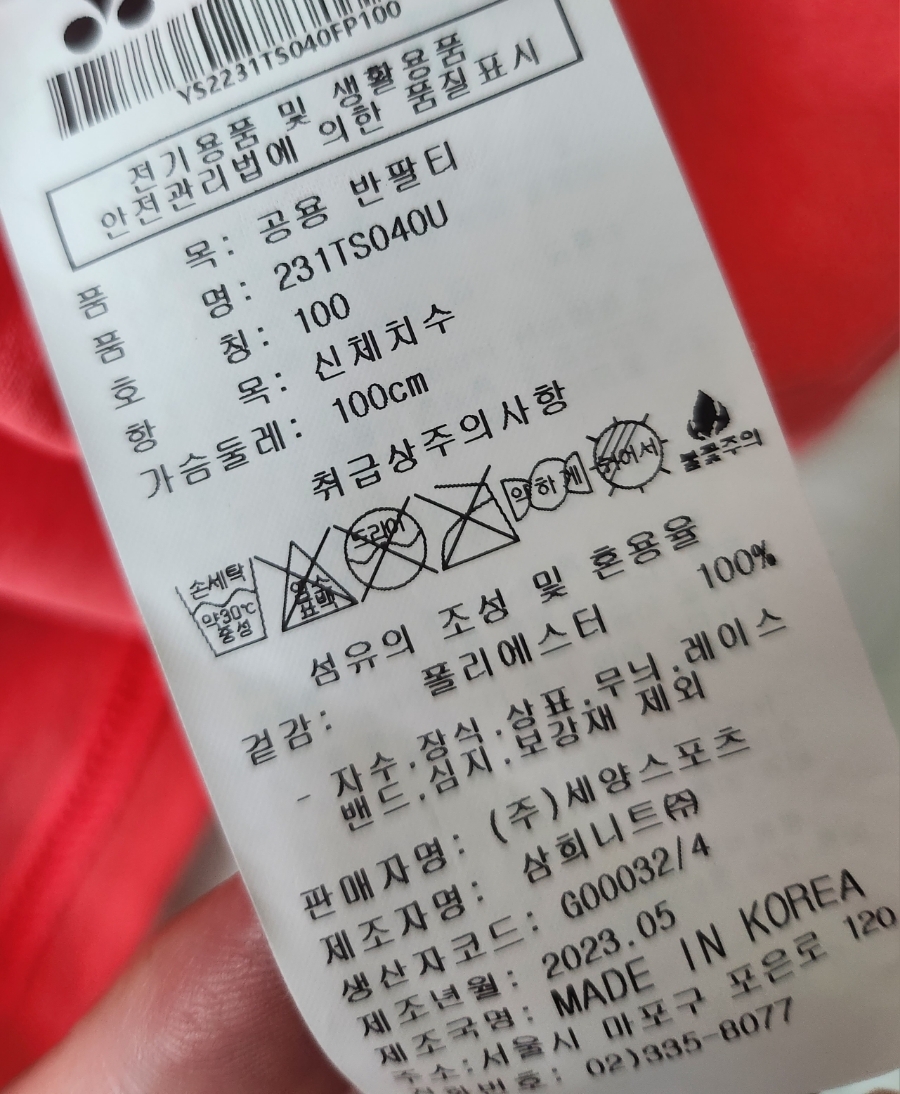 YS2231TS040FP100
전기용품 및 생활용품
안전관리법에 의한 품질표시
품 목: 공용 반팔티
품 명: 231TS040U
호 칭: 100
항 목: 신체치수
가슴둘레: 100cm
취급상주의사항
손세탁 약30℃ 중성
염소 표백
드라이
약하게
뉘어서
불꽃주의
섬유의 조성 및 혼용율
겉감: 폴리에스터 100%
- 자수.장식.상표.무늬.레이스
밴드.심지.보강재 제외
판매자명: (주)세양스포츠
제조자명: 삼희니트㈜
생산자코드: G00032/4
제조년월: 2023.05
제조국명: MADE IN KOREA
주소:서울시 마포구 포은로 120
02)335-8077